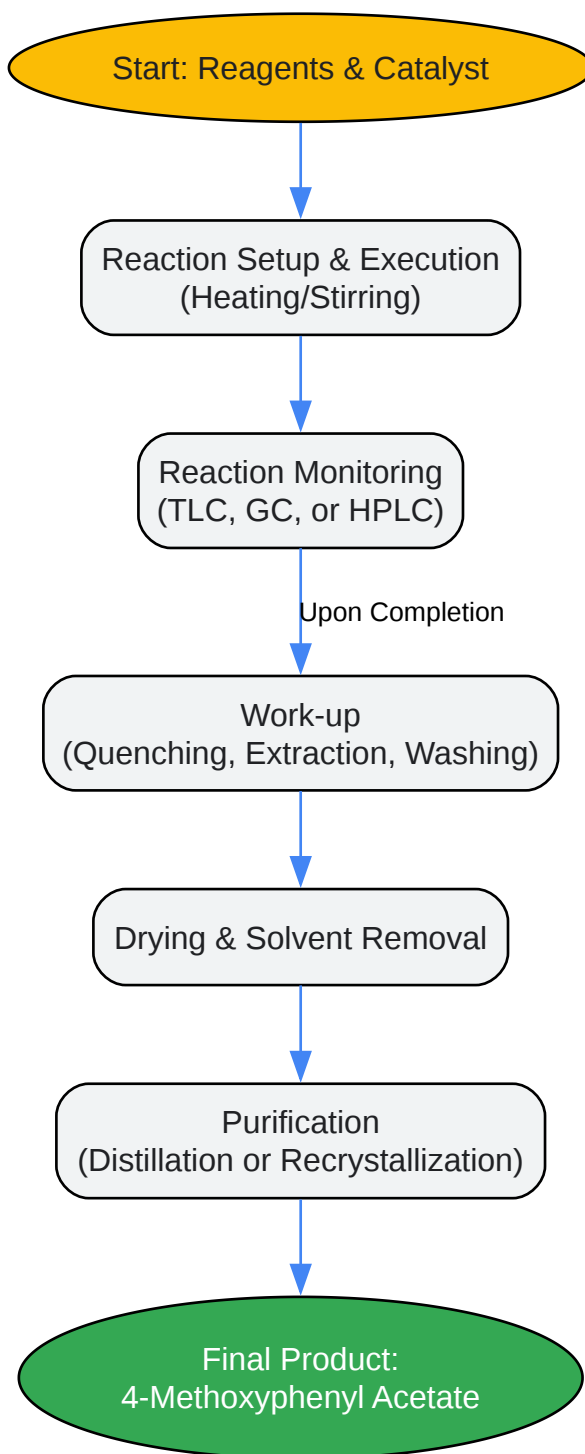 Start: Reagents & Catalyst
Reaction Setup & Execution
(Heating/Stirring)
Reaction Monitoring
(TLC, GC, or HPLC)
Upon Completion
Work-up
(Quenching, Extraction, Washing)
Drying & Solvent Removal
Purification
(Distillation or Recrystallization)
Final Product:
4-Methoxyphenyl Acetate